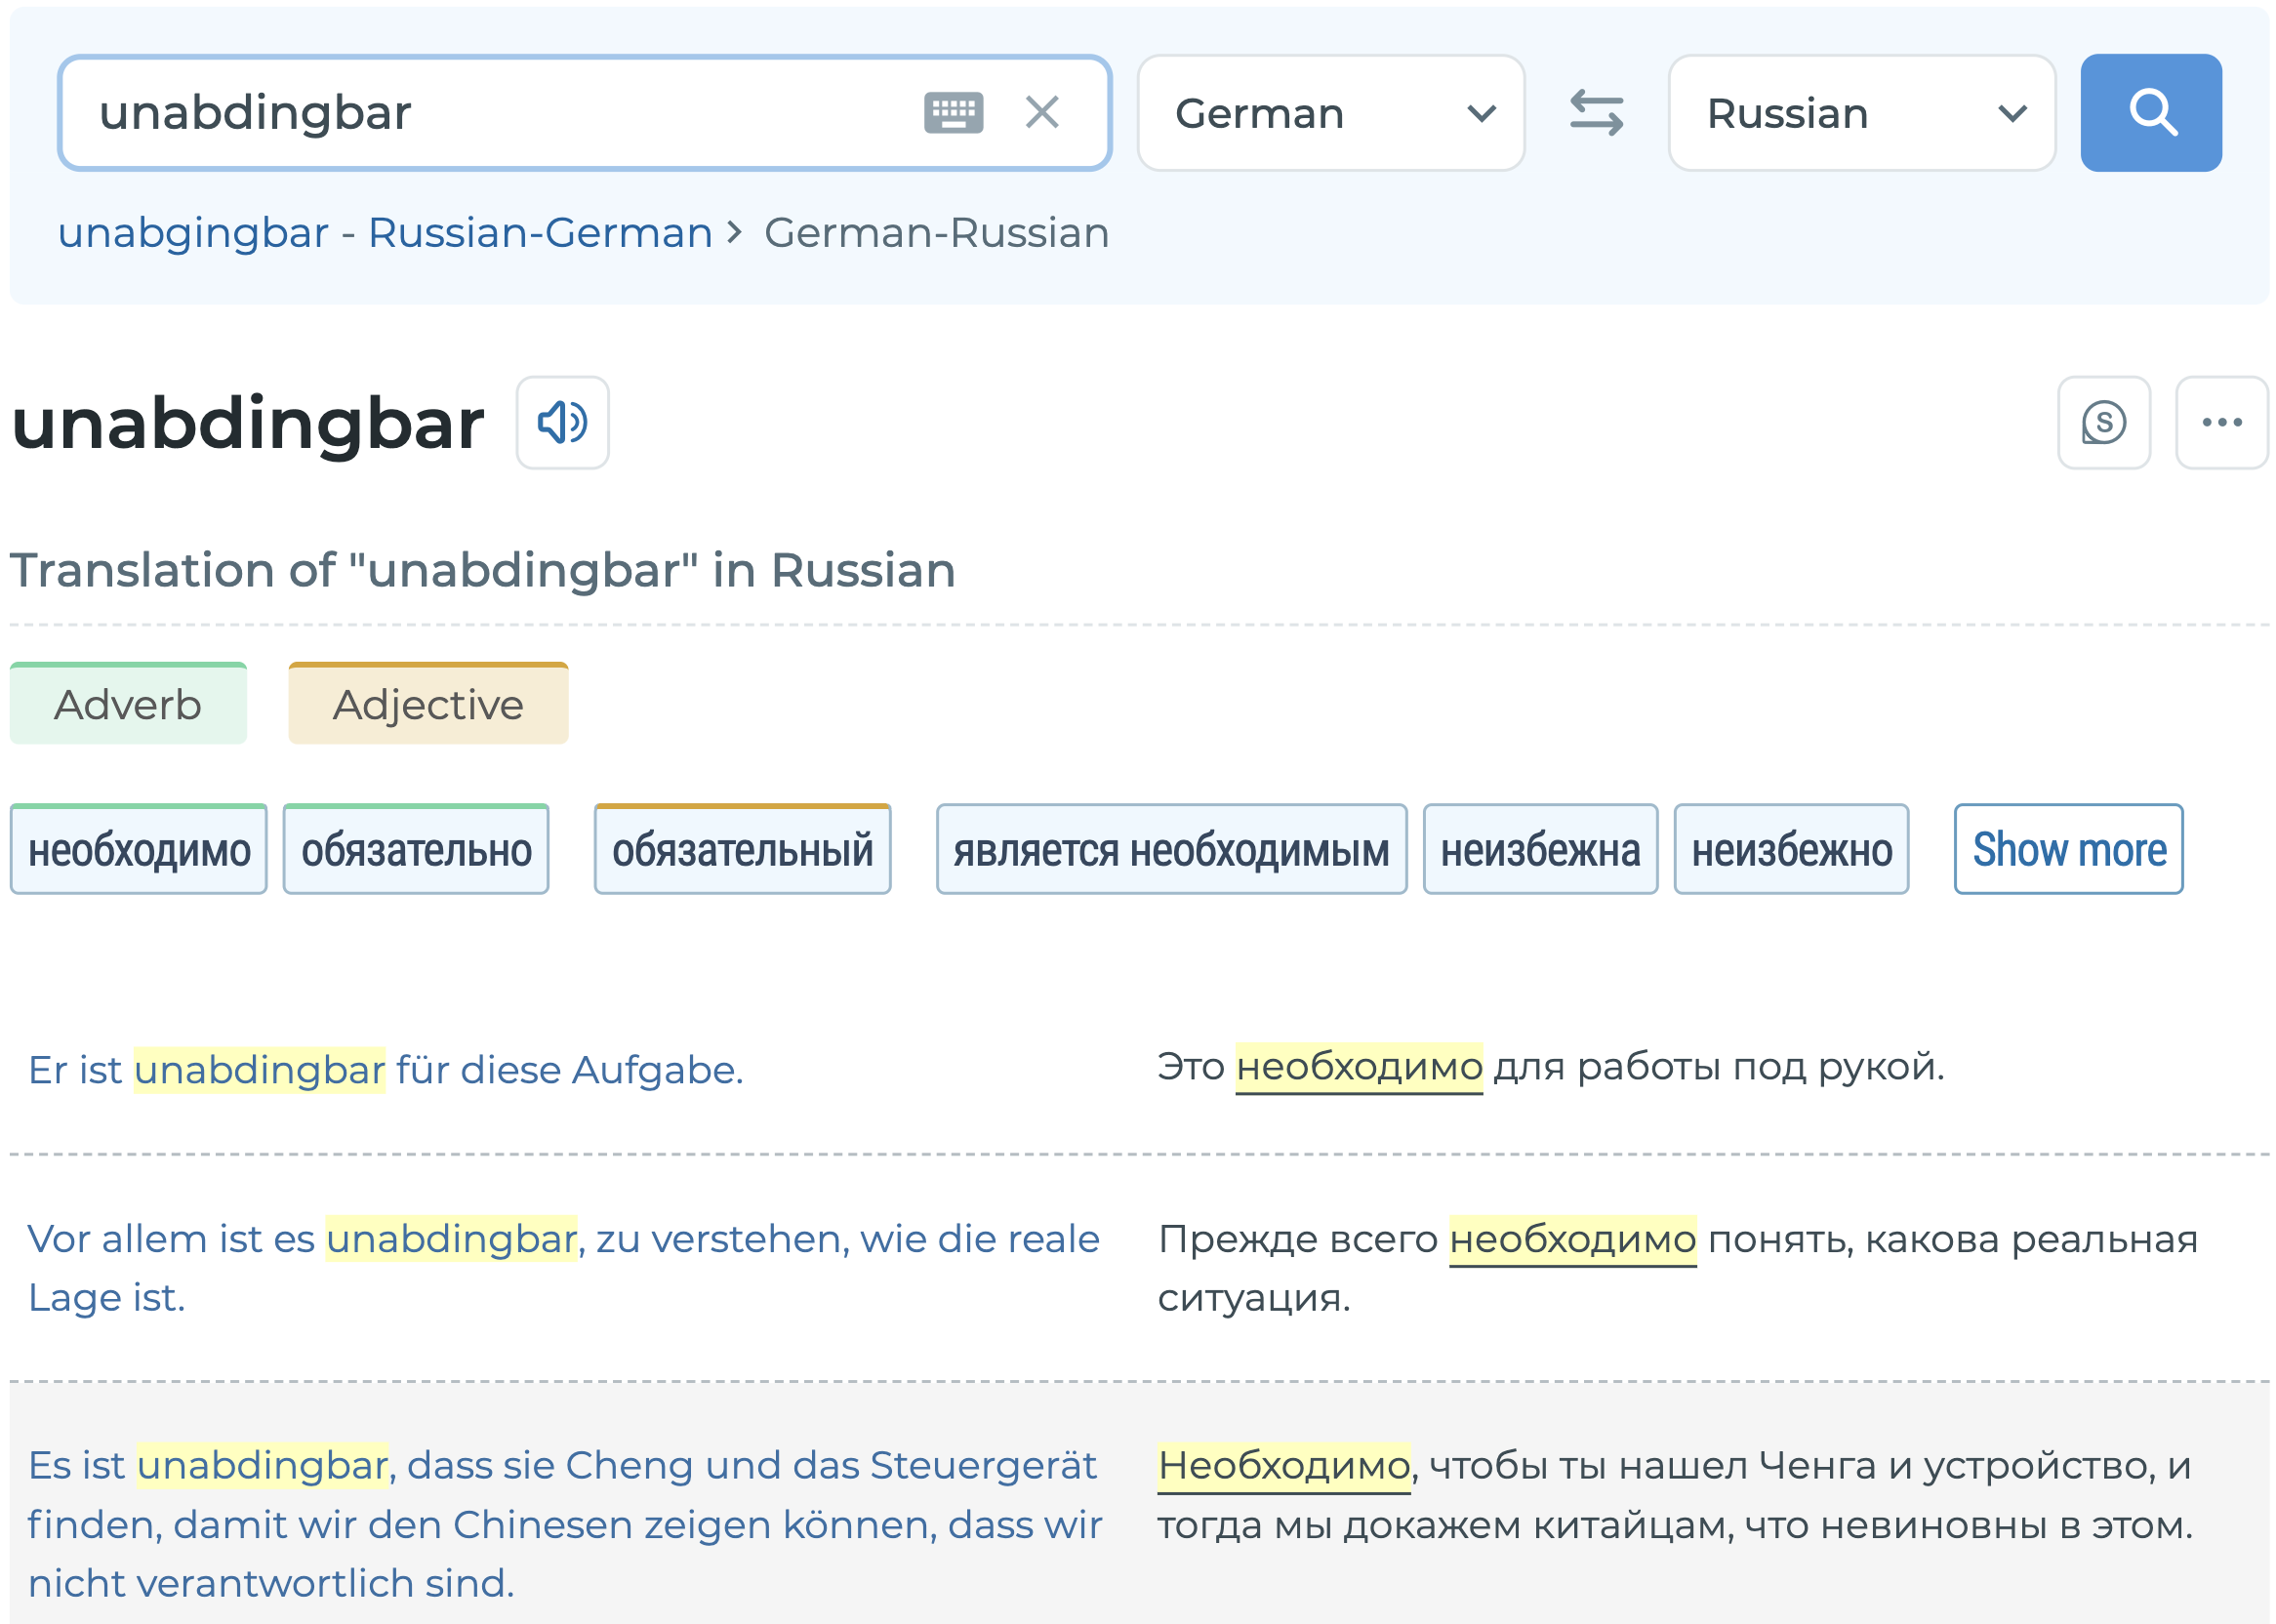 unabdingbar German Russian
unabgingbar - Russian-German > German-Russian
unabdingbar
Translation of "unabdingbar" in Russian
Adverb Adjective
необходимо обязательно обязательный является необходимым неизбежна неизбежно Show more
Er ist unabdingbar für diese Aufgabe.
Это необходимо для работы под рукой.
Vor allem ist es unabdingbar, zu verstehen, wie die reale
Lage ist.
Прежде всего необходимо понять, какова реальная
ситуация.
Es ist unabdingbar, dass sie Cheng und das Steuergerät
finden, damit wir den Chinesen zeigen können, dass wir
nicht verantwortlich sind.
Необходимо, чтобы ты нашел Ченга и устройство, и
тогда мы докажем китайцам, что невиновны в этом.